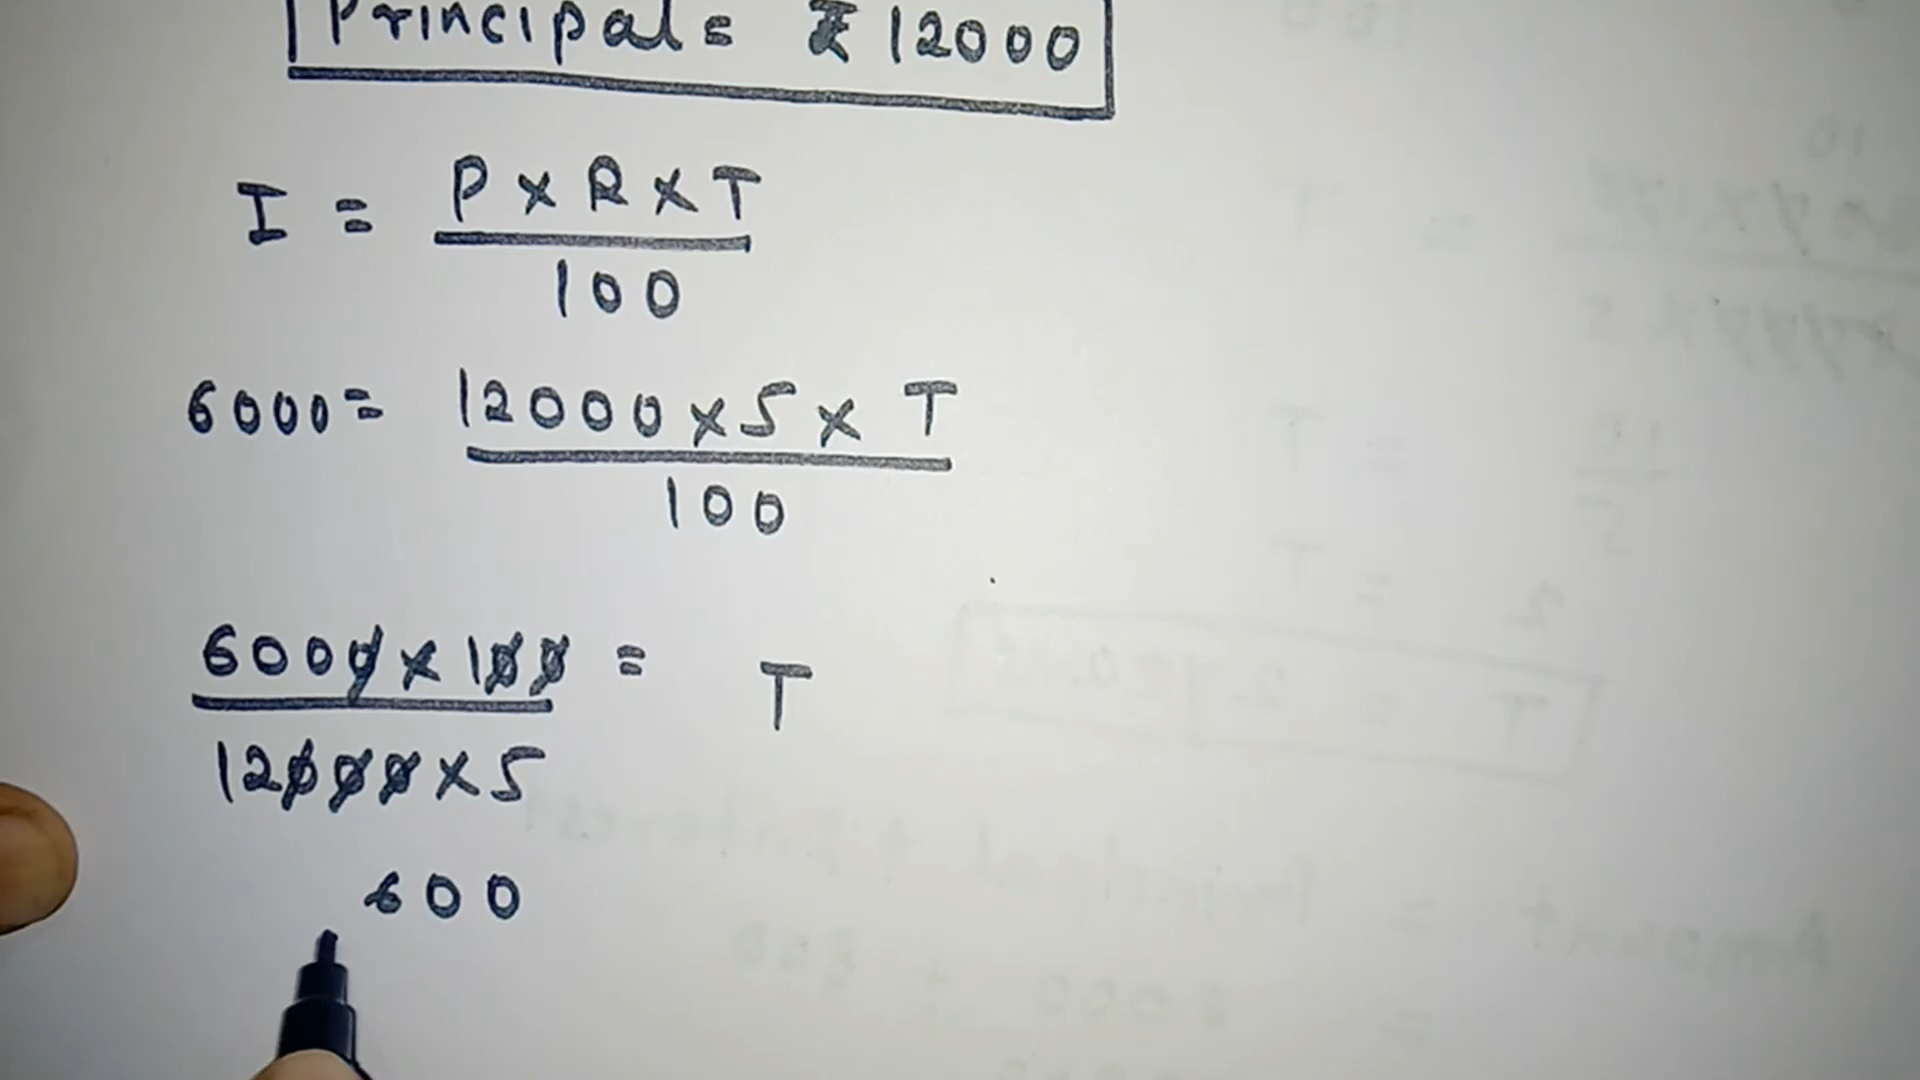 Principal = ₹ 12000
I = P x R x T
100
6000 = 12000 x 5 x T
100
6000 x 100 = T
12000 x 5
600